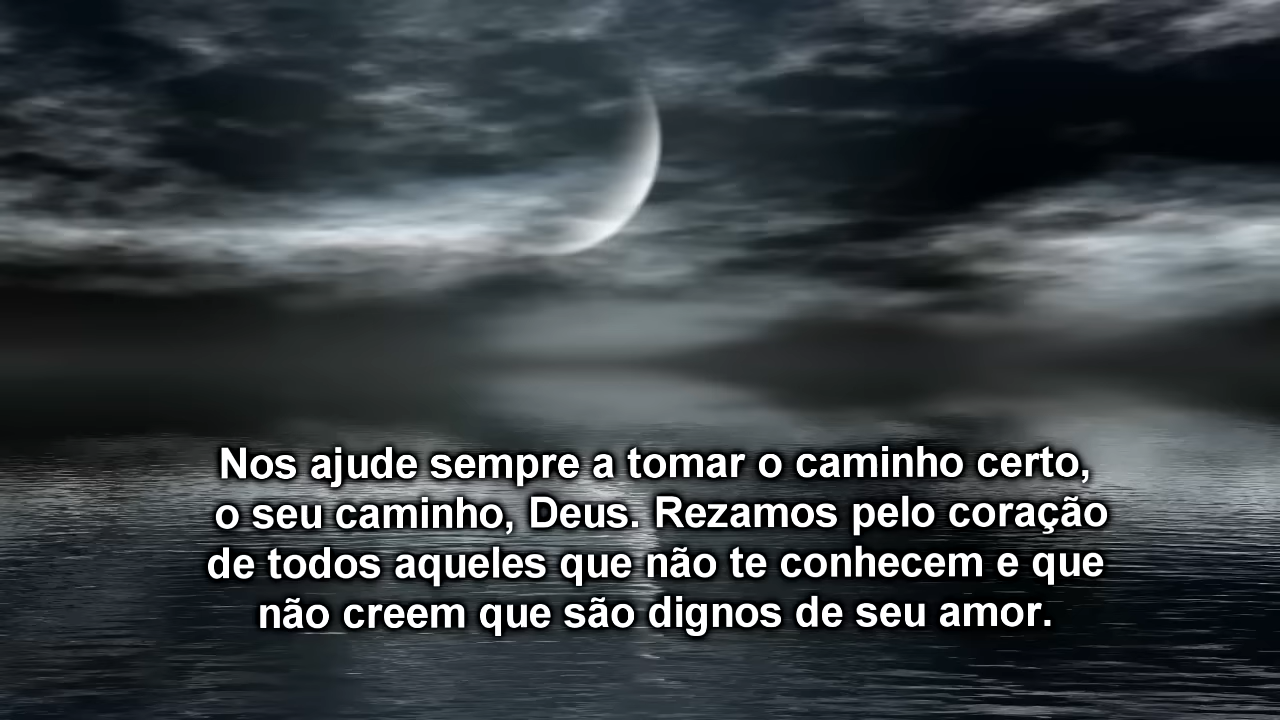 Nos ajude sempre a tomar o caminho certo,
o seu caminho, Deus. Rezamos pelo coração
de todos aqueles que não te conhecem e que
não creem que são dignos de seu amor.